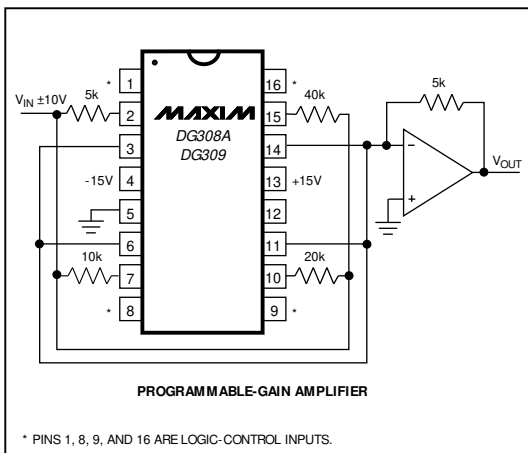 V_IN ±10V
5k
* 1
2
3
-15V 4
5
6
10k 7
* 8
MAXIM
DG308A
DG309
16 *
15 40k
14
13 +15V
12
11
10 20k
9 *
5k
−
+
V_OUT
PROGRAMMABLE-GAIN AMPLIFIER
* PINS 1, 8, 9, AND 16 ARE LOGIC-CONTROL INPUTS.